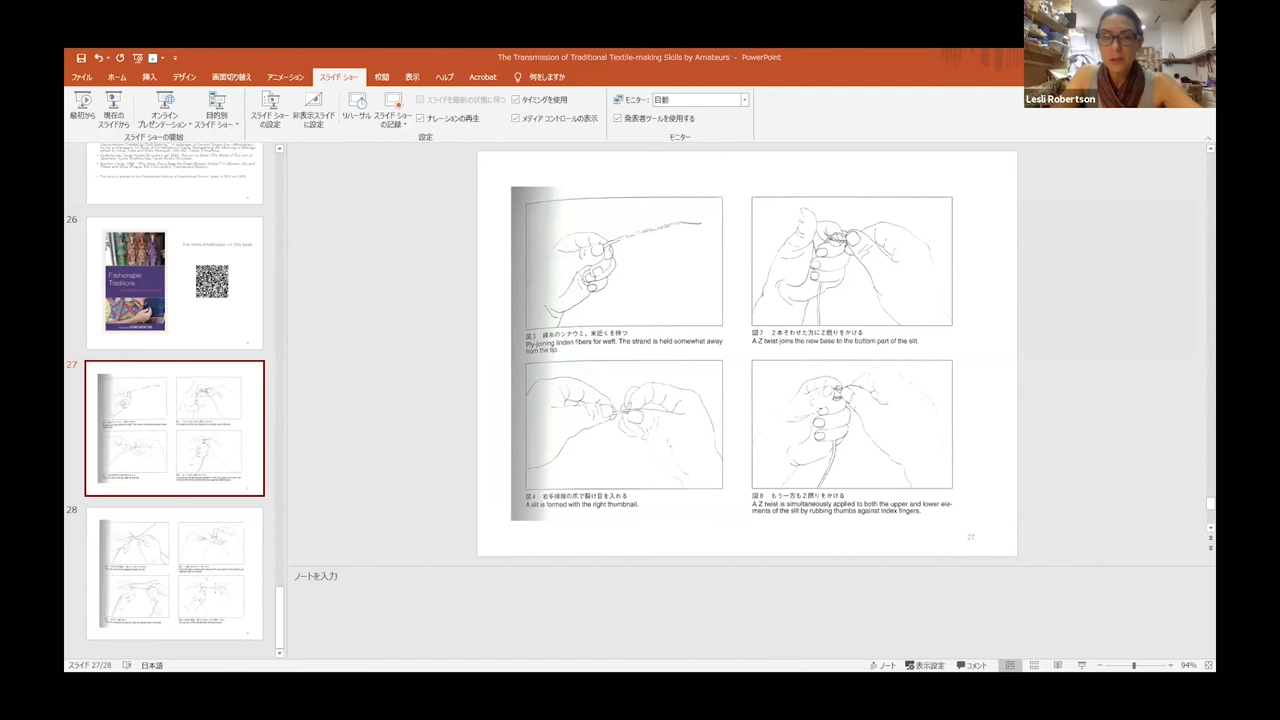 The Transmission of Traditional Textile-making Skills by Amateurs - PowerPoint
ファイル ホーム 挿入 デザイン 画面切り替え アニメーション スライド ショー 校閲 表示 ヘルプ Acrobat 何をしますか
Lesli Robertson
最初から
現在の
スライドから
オンライン
プレゼンテーション
目的別
スライド ショー
スライド ショー
の設定
非表示スライド
に設定
リハーサル
スライド ショー
の記録
スライドを最新の状態に保つ
ナレーションの再生
タイミングを使用
メディア コントロールの表示
モニター: 自動
発表者ツールを使用する
スライド ショーの開始
設定
モニター
26
Fashionable
Traditions
For more information on this book.
27
28
図3 緯糸のシナウミ。末近くを持つ
Ply-joining linden fibers for weft. The strand is held somewhat away
from the tip.
図7 2本そわせた方にZ撚りをかける
A Z twist joins the new base to the bottom part of the slit.
図4 右手拇指の爪で裂け目を入れる
A slit is formed with the right thumbnail.
図8 もう一方もZ撚りをかける
A Z twist is simultaneously applied to both the upper and lower ele-
ments of the slit by rubbing thumbs against index fingers.
27
ノートを入力
スライド 27/28 日本語 ノート 表示設定 コメント 94%